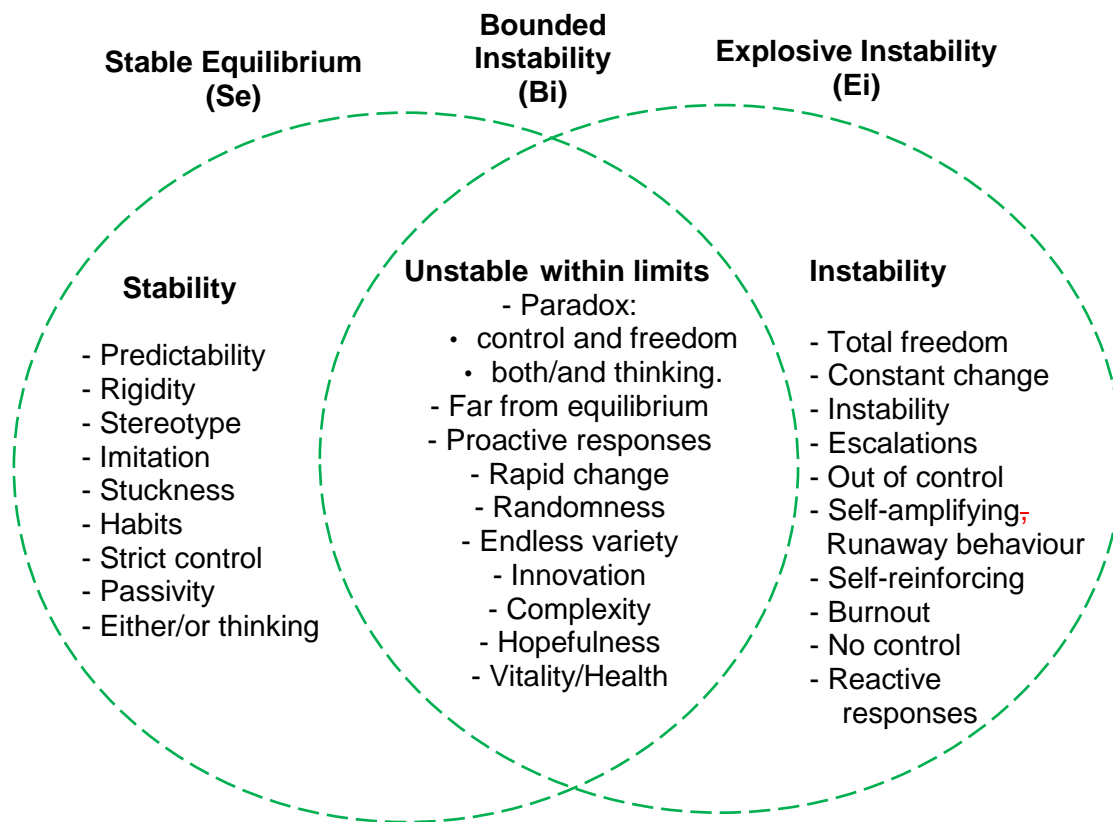 Stable Equilibrium
(Se)
Bounded
Instability
(Bi)
Explosive Instability
(Ei)
Stability
- Predictability
- Rigidity
- Stereotype
- Imitation
- Stuckness
- Habits
- Strict control
- Passivity
- Either/or thinking
Unstable within limits
- Paradox:
• control and freedom
• both/and thinking.
- Far from equilibrium
- Proactive responses
- Rapid change
- Randomness
- Endless variety
- Innovation
- Complexity
- Hopefulness
- Vitality/Health
Instability
- Total freedom
- Constant change
- Instability
- Escalations
- Out of control
- Self-amplifying,
Runaway behaviour
- Self-reinforcing
- Burnout
- No control
- Reactive
responses